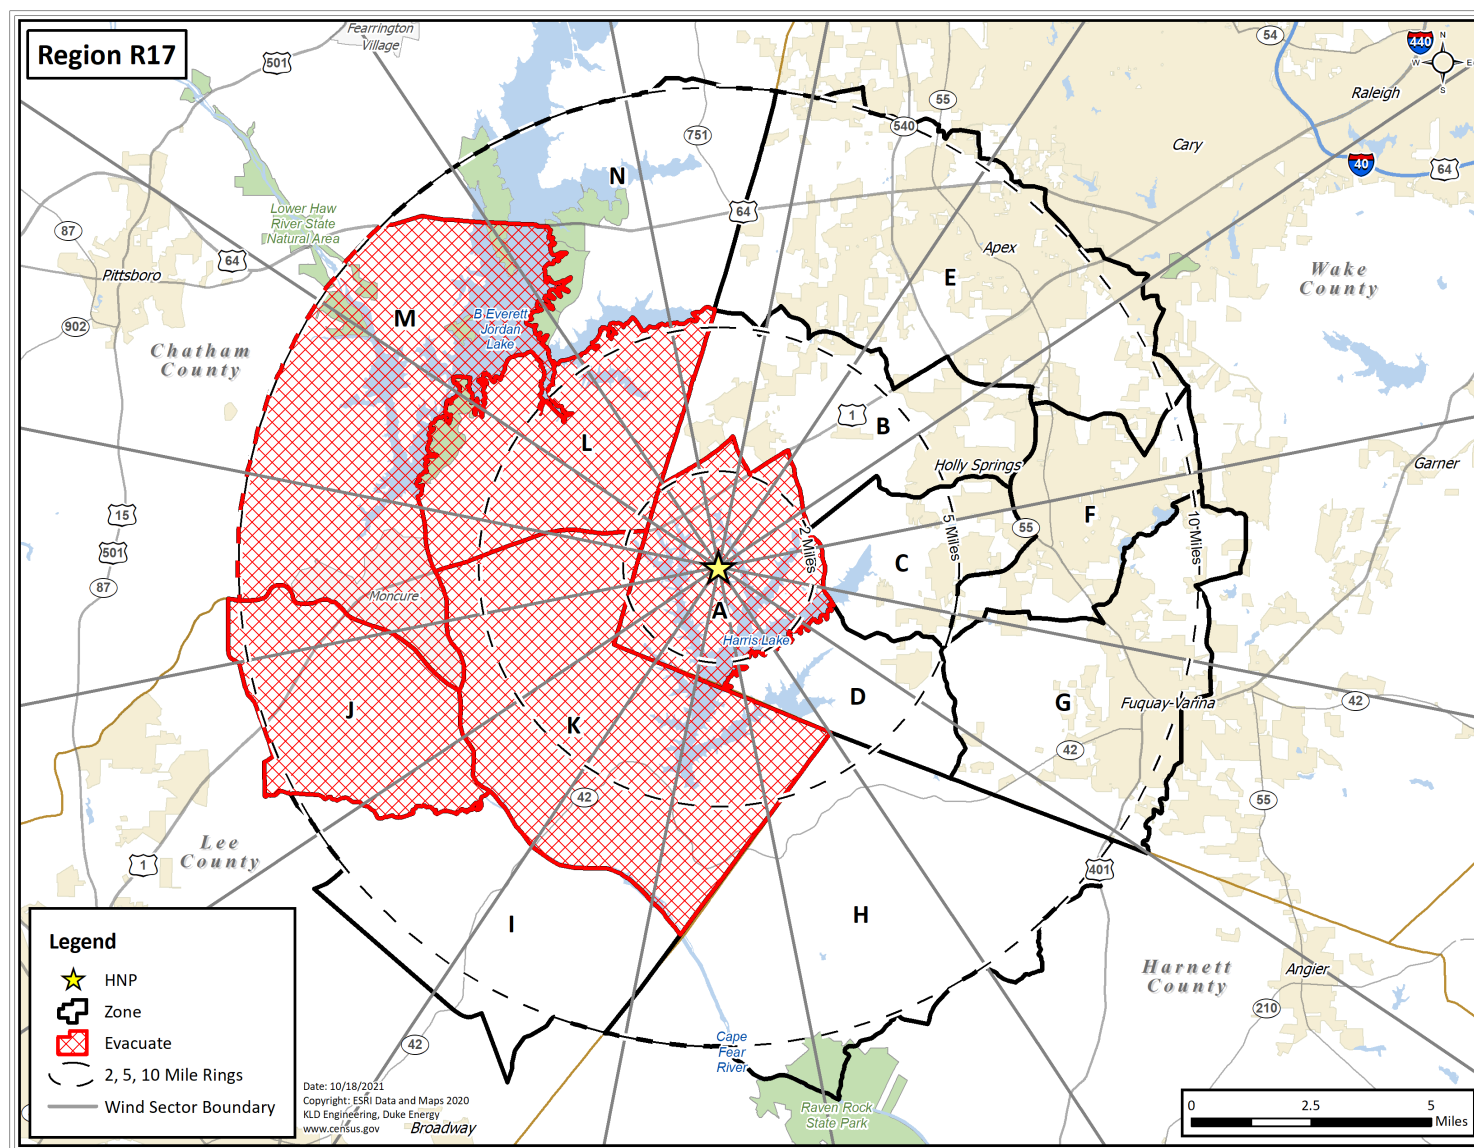 Region R17
Fearrington
Village
501
54
440
N
W
E
S
Raleigh
55
540
751
Cary
40
64
N
64
Lower Haw
River State
Natural Area
87
64
Pittsboro
Apex
E
Wake
County
902
M
B Everett
Jordan
Lake
Chatham
County
1
B
L
Holly Springs
Garner
15
501
87
55
F
5 Miles
10 Miles
2 Miles
C
Moncure
A
Harris Lake
J
K
D
G
Fuquay-Varina
42
42
42
55
Lee
County
1
401
I
H
Harnett
County
Angier
210
Cape
Fear
River
42
Raven Rock
State Park
Broadway
Legend
HNP
Zone
Evacuate
2, 5, 10 Mile Rings
Wind Sector Boundary
Date: 10/18/2021
Copyright: ESRI Data and Maps 2020
KLD Engineering, Duke Energy
www.census.gov
0 2.5 5
Miles